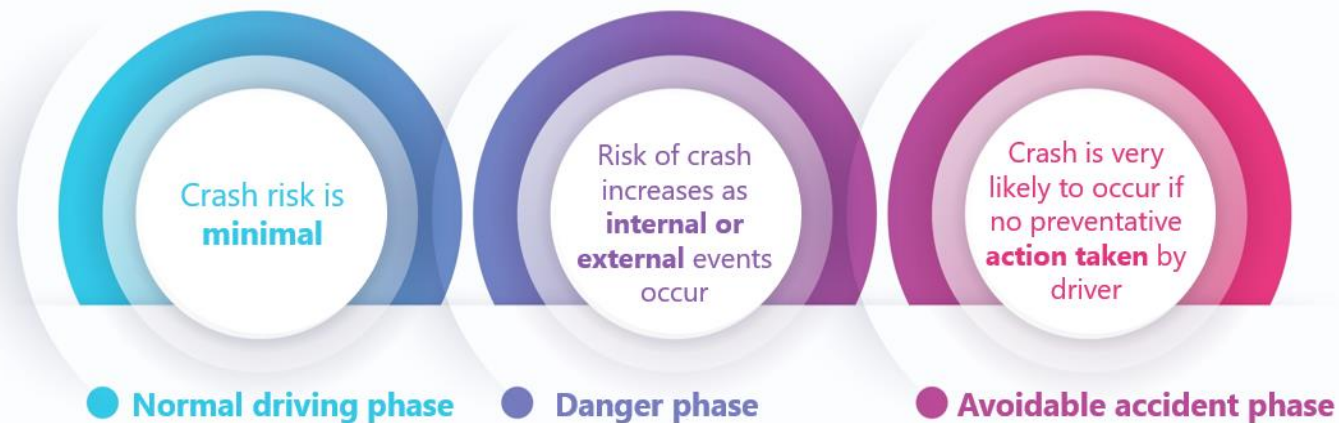 Crash risk is
minimal
Risk of crash
increases as
internal or
external events
occur
Crash is very
likely to occur if
no preventative
action taken by
driver
Normal driving phase
Danger phase
Avoidable accident phase